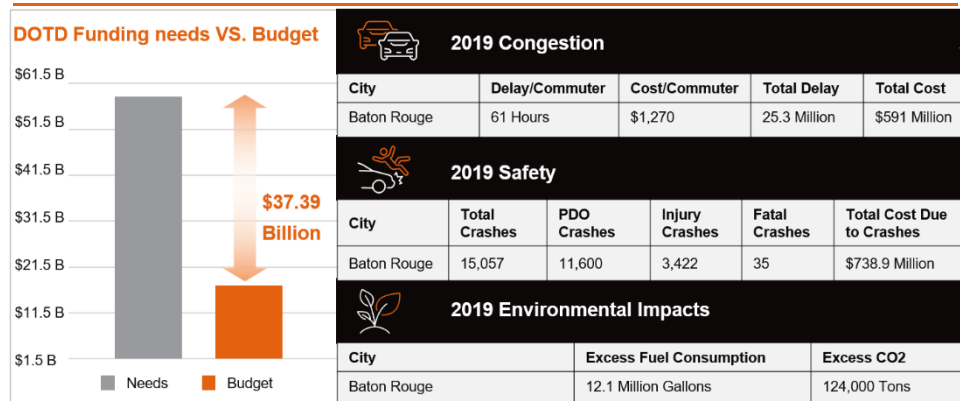 DOTD Funding needs VS. Budget
$61.5 B
$51.5 B
$41.5 B
$31.5 B
$21.5 B
$11.5 B
$1.5 B
$37.39
Billion
Needs Budget
2019 Congestion
City Delay/Commuter Cost/Commuter Total Delay Total Cost
Baton Rouge 61 Hours $1,270 25.3 Million $591 Million
2019 Safety
City Total Crashes PDO Crashes Injury Crashes Fatal Crashes Total Cost Due to Crashes
Baton Rouge 15,057 11,600 3,422 35 $738.9 Million
2019 Environmental Impacts
City Excess Fuel Consumption Excess CO2
Baton Rouge 12.1 Million Gallons 124,000 Tons